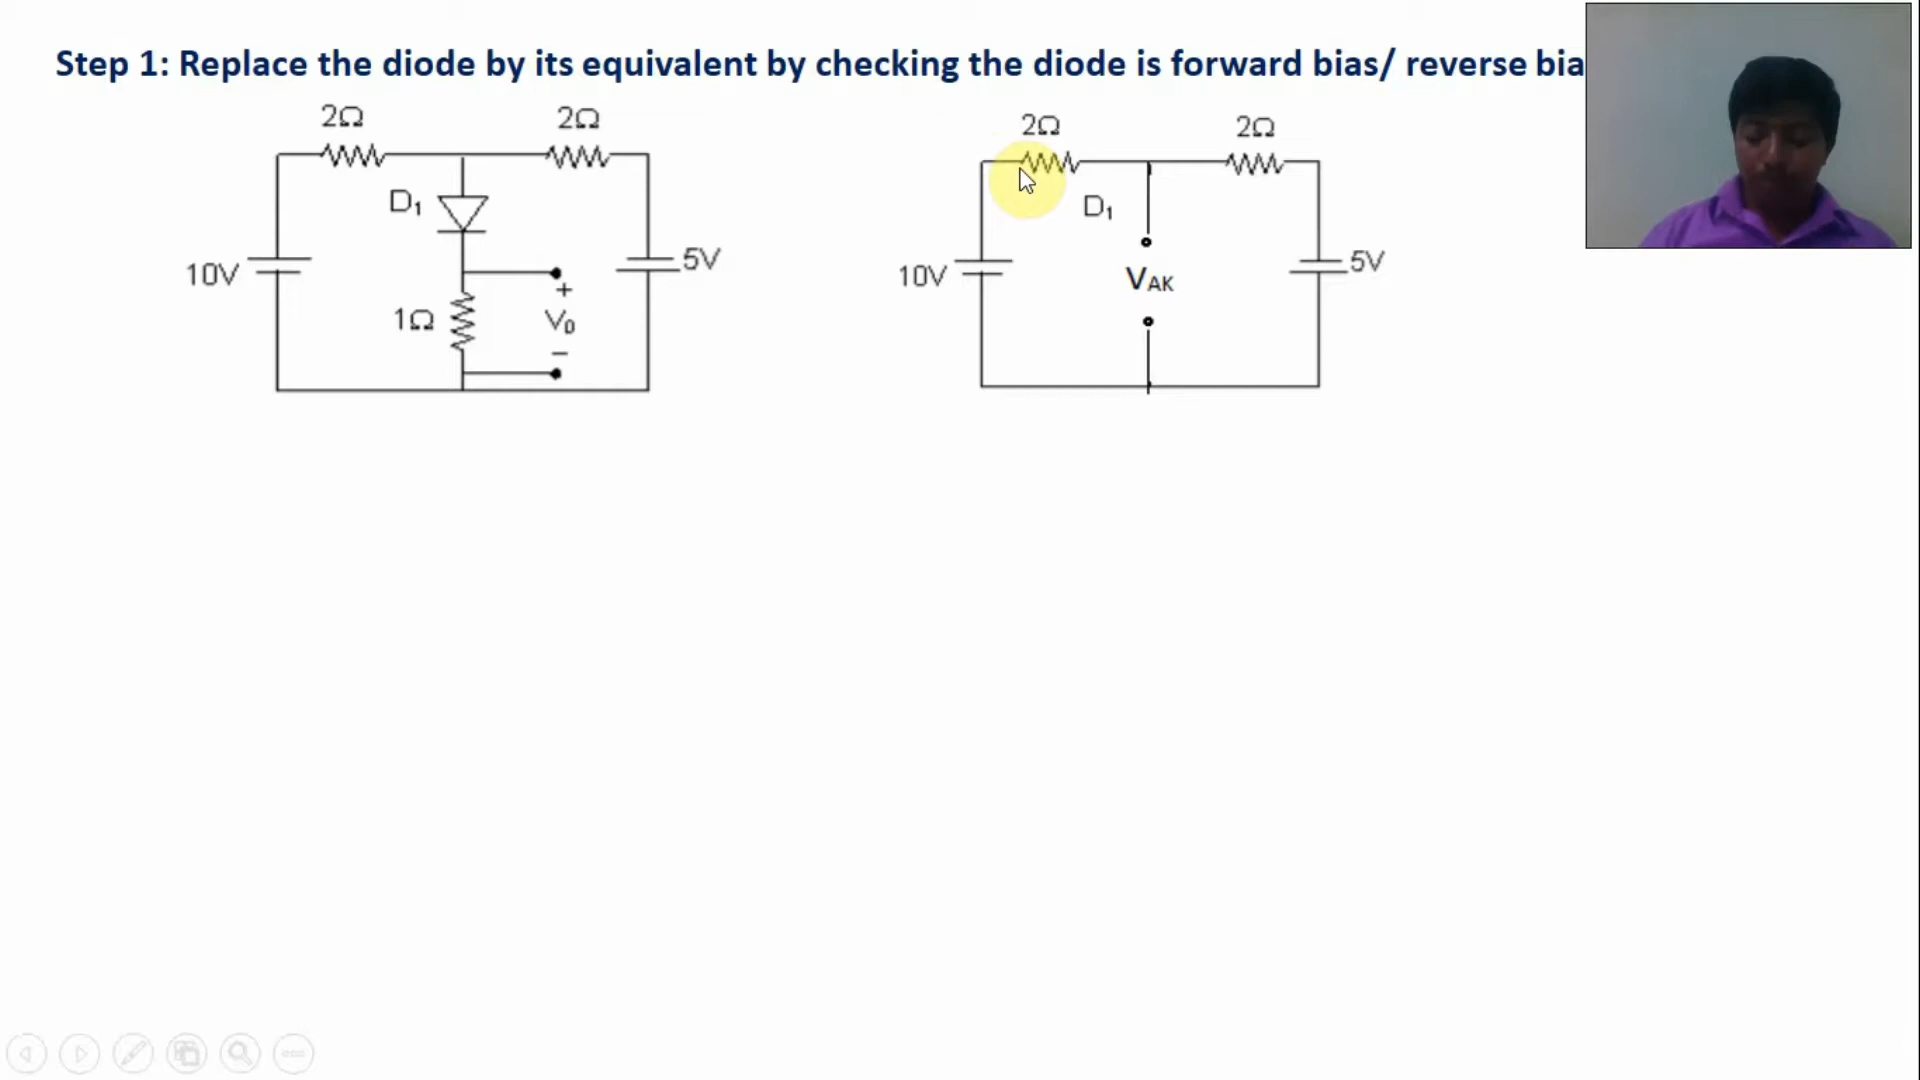 Step 1: Replace the diode by its equivalent by checking the diode is forward bias/ reverse bia
2Ω 2Ω
D₁
10V 5V
+
1Ω V₀
−
2Ω 2Ω
D₁
10V V_AK 5V